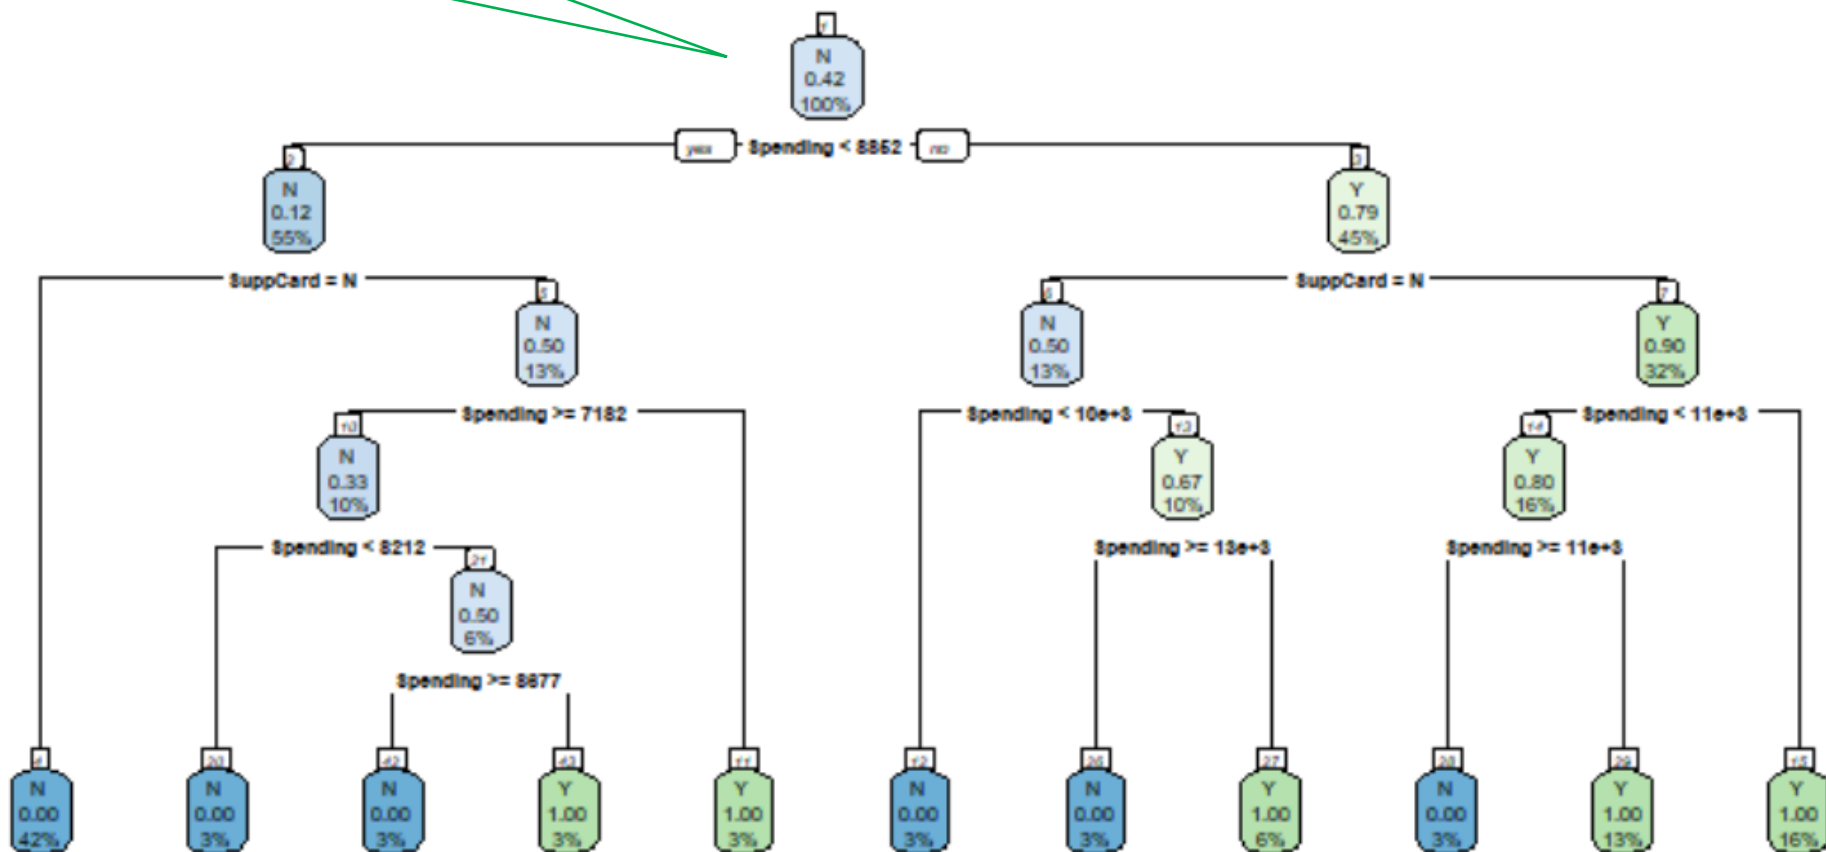 1
N
0.42
100%
yes Spending < 8862 no
2
N
0.12
55%
3
Y
0.79
45%
SuppCard = N
SuppCard = N
5
N
0.50
13%
6
N
0.50
13%
7
Y
0.90
32%
Spending >= 7182
Spending < 10e+3
Spending < 11e+3
10
N
0.33
10%
13
Y
0.67
10%
14
Y
0.80
16%
Spending < 8212
Spending >= 13e+3
Spending >= 11e+3
21
N
0.50
6%
Spending >= 8677
4
N
0.00
42%
20
N
0.00
3%
42
N
0.00
3%
43
Y
1.00
3%
11
Y
1.00
3%
12
N
0.00
3%
26
N
0.00
3%
27
Y
1.00
6%
28
N
0.00
3%
29
Y
1.00
13%
15
Y
1.00
16%